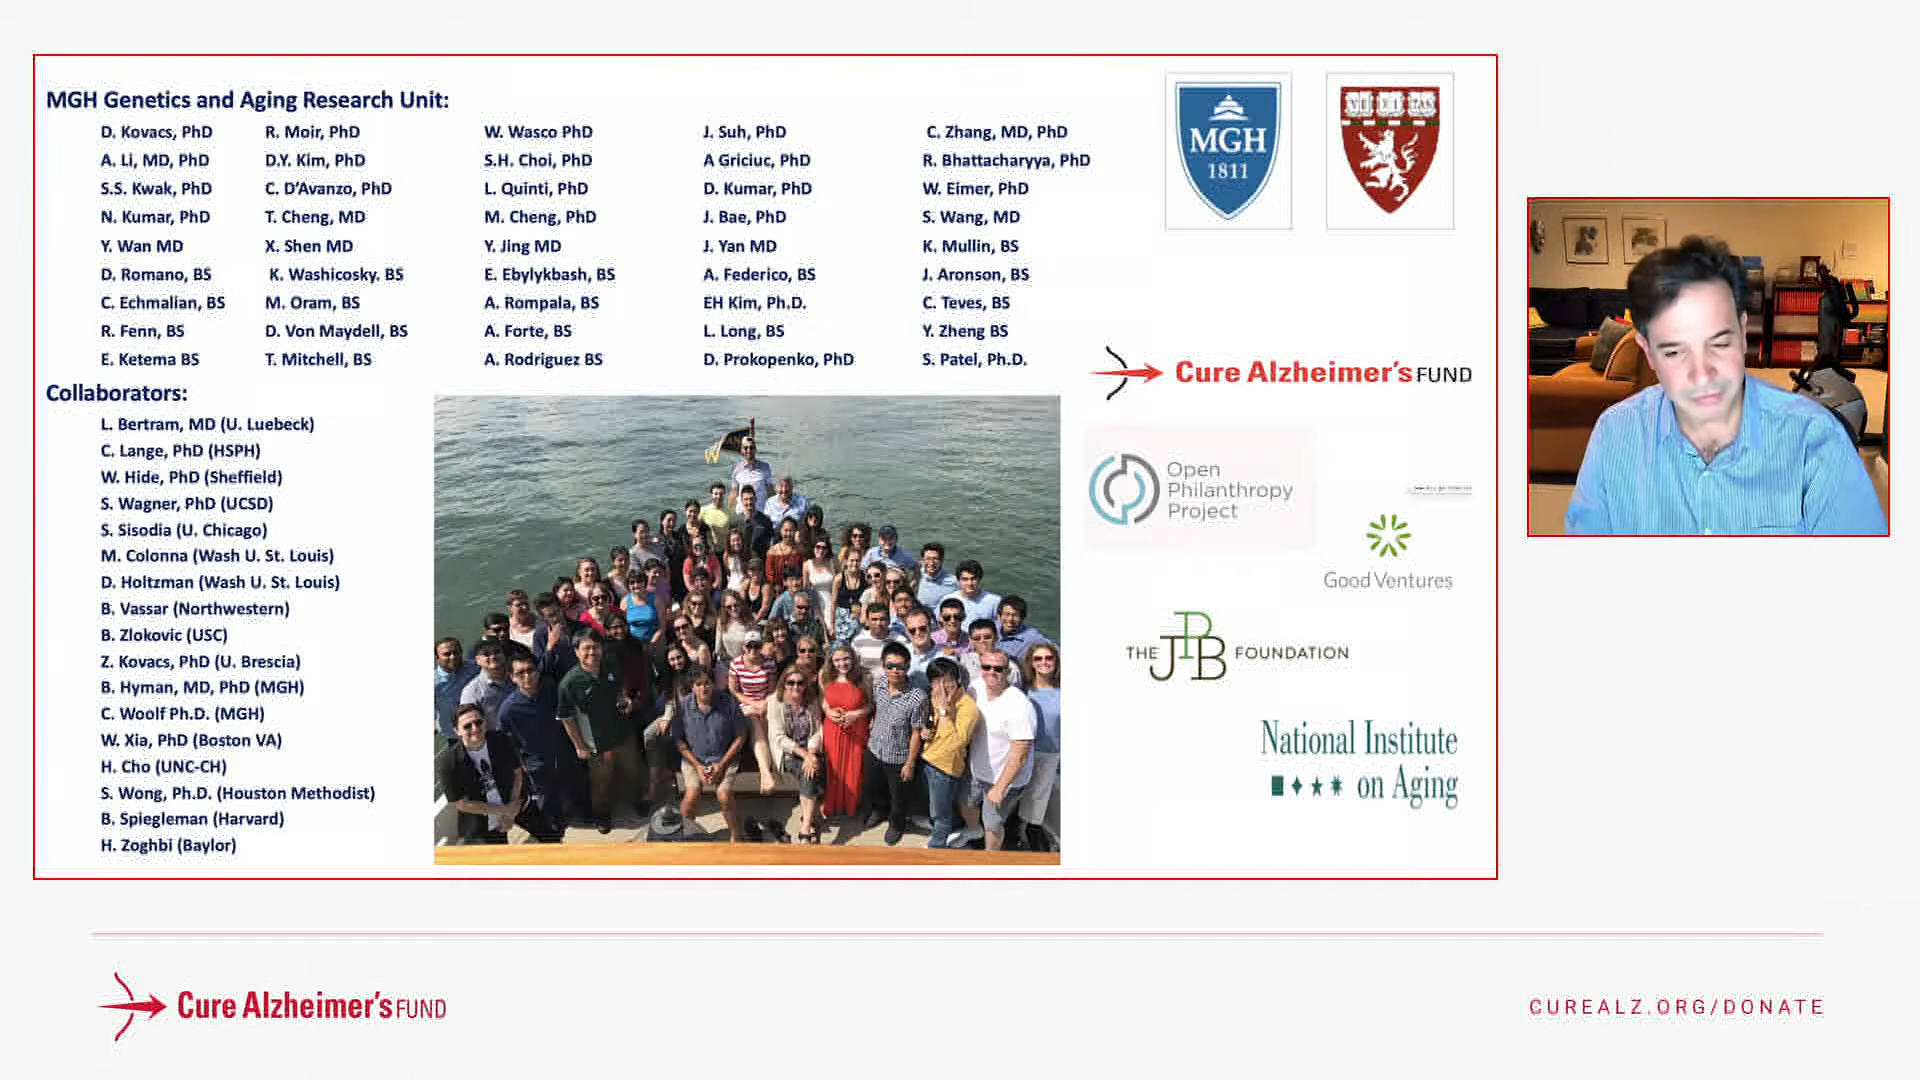 MGH Genetics and Aging Research Unit:
D. Kovacs, PhD R. Moir, PhD W. Wasco PhD J. Suh, PhD C. Zhang, MD, PhD
A. Li, MD, PhD D.Y. Kim, PhD S.H. Choi, PhD A Griciuc, PhD R. Bhattacharyya, PhD
S.S. Kwak, PhD C. D'Avanzo, PhD L. Quinti, PhD D. Kumar, PhD W. Eimer, PhD
N. Kumar, PhD T. Cheng, MD M. Cheng, PhD J. Bae, PhD S. Wang, MD
Y. Wan MD X. Shen MD Y. Jing MD J. Yan MD K. Mullin, BS
D. Romano, BS K. Washicosky, BS E. Ebylykbash, BS A. Federico, BS J. Aronson, BS
C. Echmalian, BS M. Oram, BS A. Rompala, BS EH Kim, Ph.D. C. Teves, BS
R. Fenn, BS D. Von Maydell, BS A. Forte, BS L. Long, BS Y. Zheng BS
E. Ketema BS T. Mitchell, BS A. Rodriguez BS D. Prokopenko, PhD S. Patel, Ph.D.
Collaborators:
L. Bertram, MD (U. Luebeck)
C. Lange, PhD (HSPH)
W. Hide, PhD (Sheffield)
S. Wagner, PhD (UCSD)
S. Sisodia (U. Chicago)
M. Colonna (Wash U. St. Louis)
D. Holtzman (Wash U. St. Louis)
B. Vassar (Northwestern)
B. Zlokovic (USC)
Z. Kovacs, PhD (U. Brescia)
B. Hyman, MD, PhD (MGH)
C. Woolf Ph.D. (MGH)
W. Xia, PhD (Boston VA)
H. Cho (UNC-CH)
S. Wong, Ph.D. (Houston Methodist)
B. Spiegleman (Harvard)
H. Zoghbi (Baylor)
MGH
1811
VE RI TAS
Cure Alzheimer's FUND
Open
Philanthropy
Project
Good Ventures
THE JPB FOUNDATION
National Institute
on Aging
Cure Alzheimer's FUND
CUREALZ.ORG/DONATE